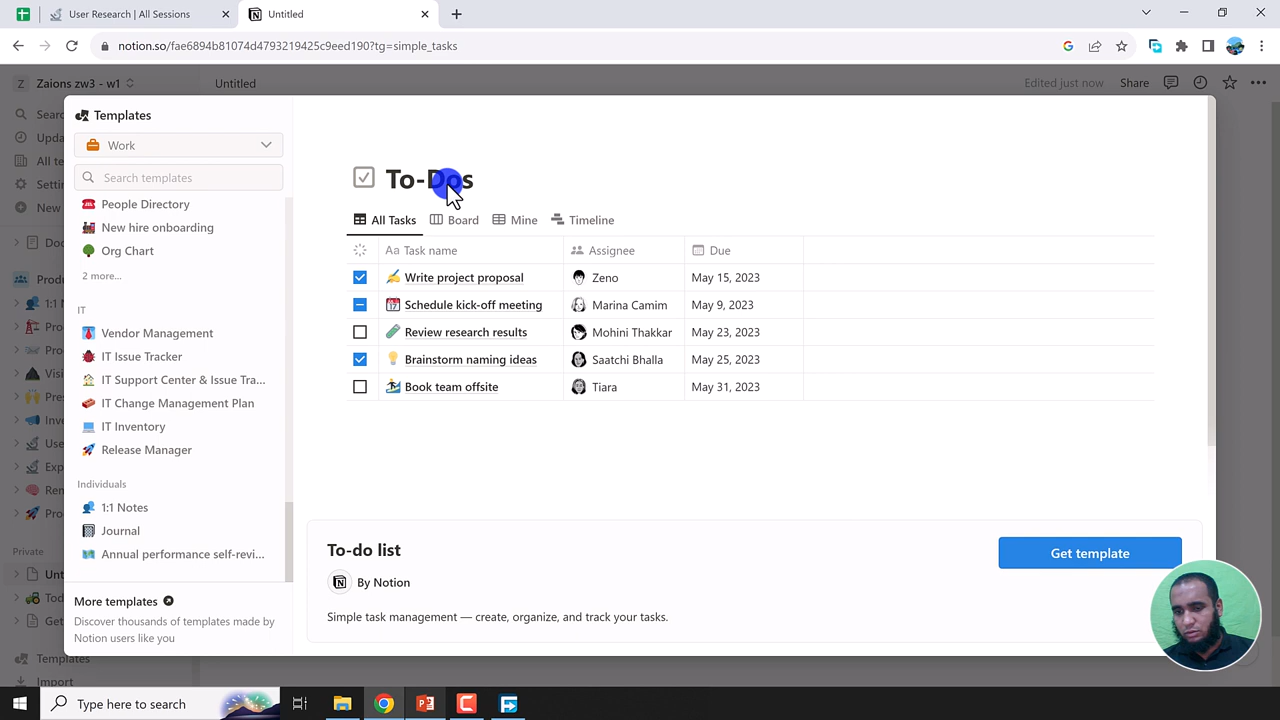 User Research | All Sessions
Untitled
notion.so/fae6894b81074d4793219425c9eed190?tg=simple_tasks
Z Zaions zw3 - w1
Untitled
Edited just now
Share
Templates
Work
Search templates
People Directory
New hire onboarding
Org Chart
2 more...
IT
Vendor Management
IT Issue Tracker
IT Support Center & Issue Tra...
IT Change Management Plan
IT Inventory
Release Manager
Individuals
1:1 Notes
Journal
Annual performance self-revi...
More templates
Discover thousands of templates made by
Notion users like you
To-Dos
All Tasks Board Mine Timeline
Aa Task name Assignee Due
Write project proposal Zeno May 15, 2023
Schedule kick-off meeting Marina Camim May 9, 2023
Review research results Mohini Thakkar May 23, 2023
Brainstorm naming ideas Saatchi Bhalla May 25, 2023
Book team offsite Tiara May 31, 2023
To-do list
By Notion
Simple task management — create, organize, and track your tasks.
Get template
Private
Templates
Import
Type here to search